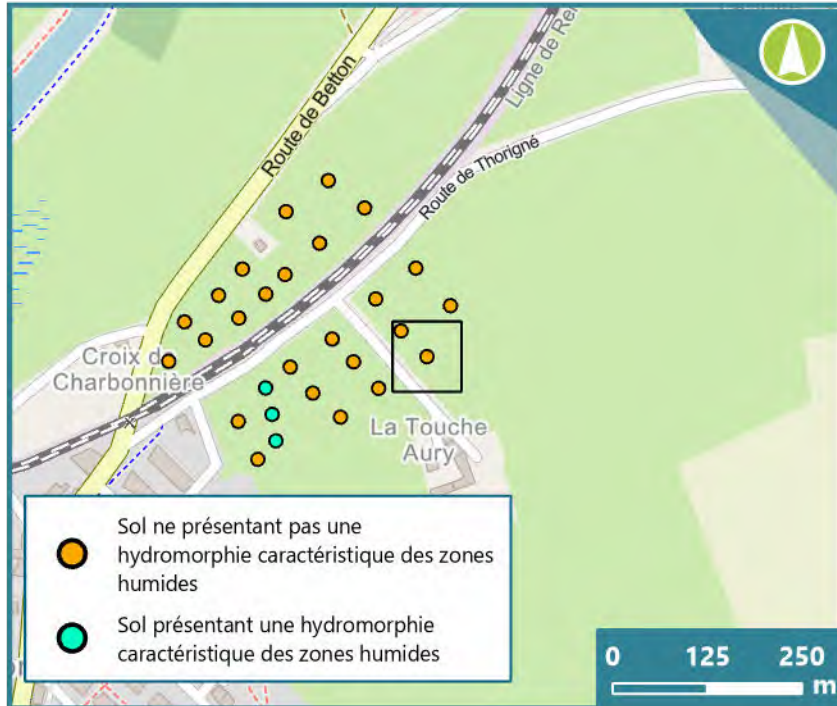 Route de Betton
Ligne de Re
Route de Thorigné
Croix de
Charbonnière
La Touche
Aury
Sol ne présentant pas une
hydromorphie caractéristique des zones
humides
Sol présentant une hydromorphie
caractéristique des zones humides
0 125 250
m